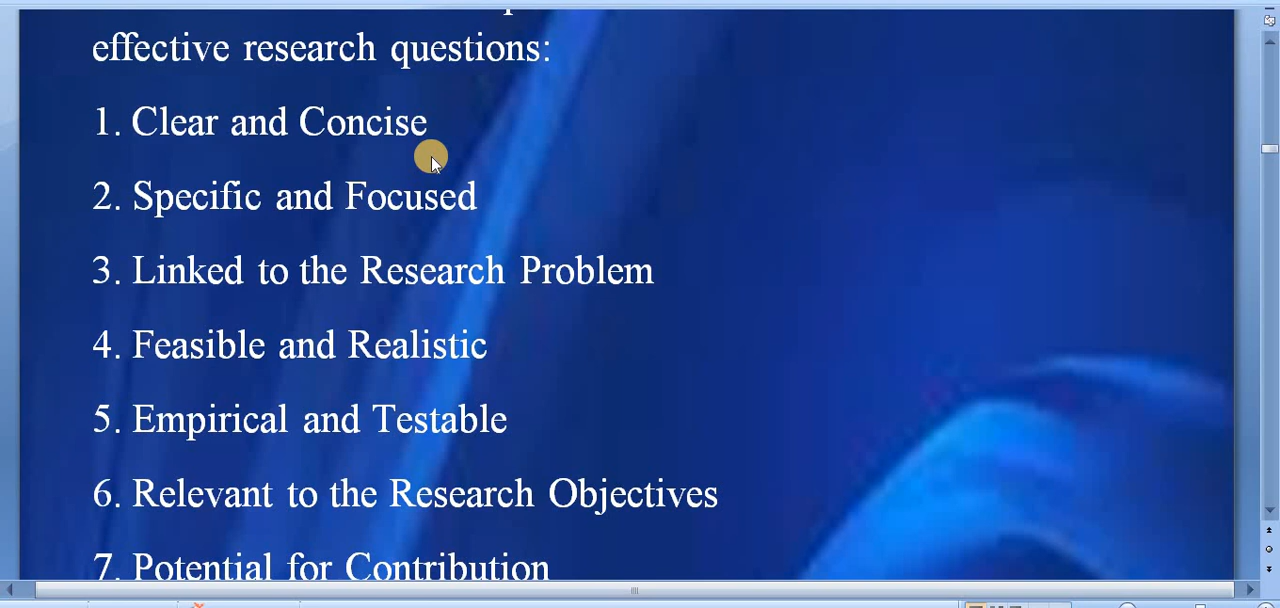 effective research questions:
1. Clear and Concise
2. Specific and Focused
3. Linked to the Research Problem
4. Feasible and Realistic
5. Empirical and Testable
6. Relevant to the Research Objectives
7. Potential for Contribution